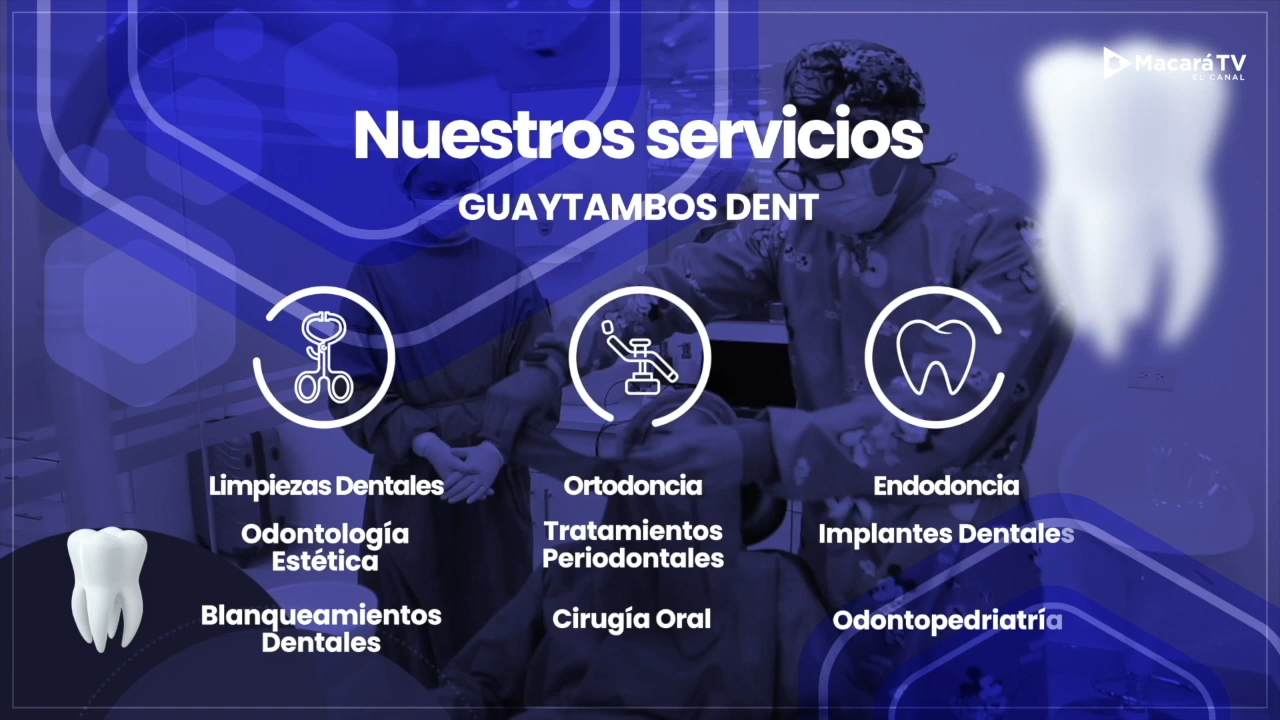 Macará TV
EL CANAL
Nuestros servicios
GUAYTAMBOS DENT
Limpiezas Dentales
Ortodoncia
Endodoncia
Odontología
Estética
Tratamientos
Periodontales
Implantes Dentales
Blanqueamientos
Dentales
Cirugía Oral
Odontopedriatría